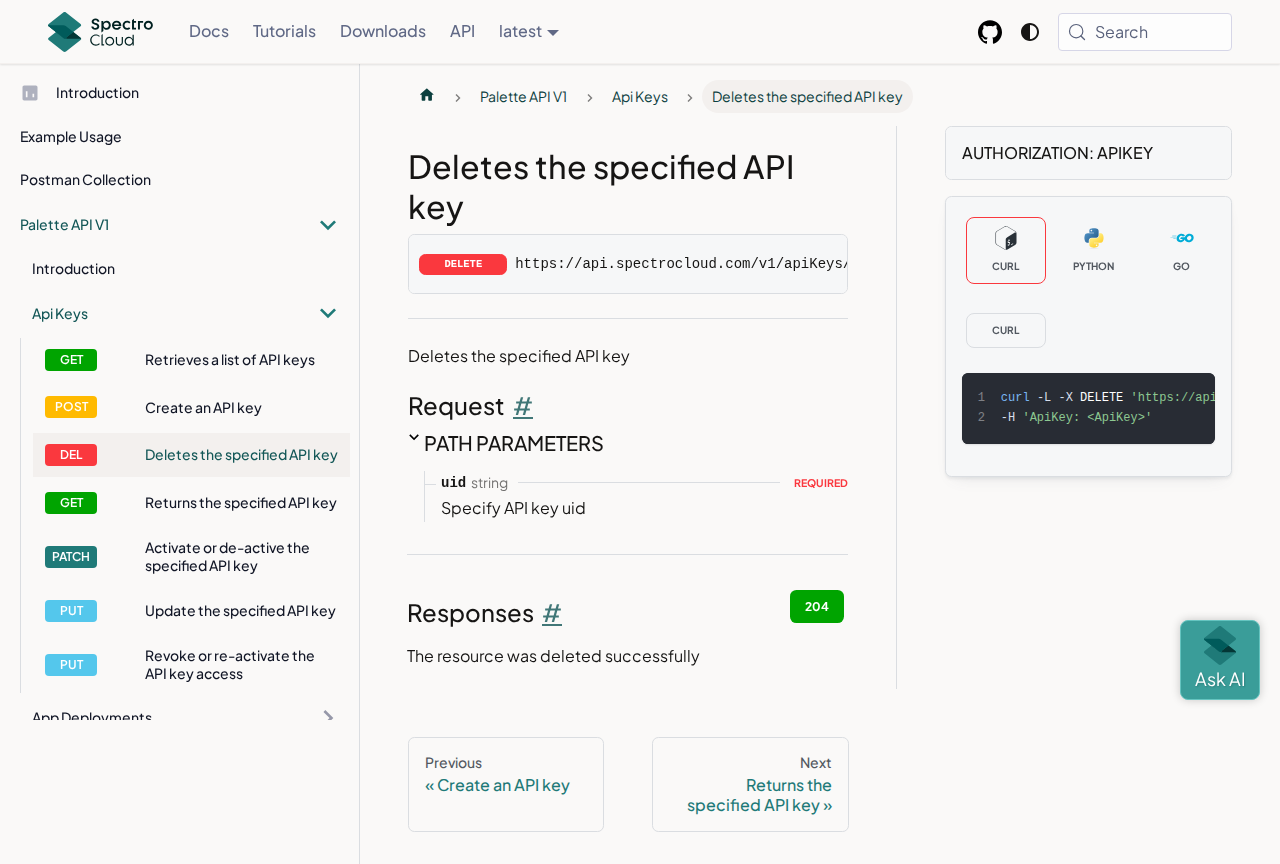 Spectro
Cloud
Docs
Tutorials
Downloads
API
latest
Search
Introduction
Example Usage
Postman Collection
Palette API V1
Introduction
Api Keys
GET Retrieves a list of API keys
POST Create an API key
DEL Deletes the specified API key
GET Returns the specified API key
PATCH Activate or de-active the
specified API key
PUT Update the specified API key
PUT Revoke or re-activate the
API key access
App Deployments
Palette API V1
Api Keys
Deletes the specified API key
Deletes the specified API
key
DELETE https://api.spectrocloud.com/v1/apiKeys/
Deletes the specified API key
Request #
PATH PARAMETERS
uid string REQUIRED
Specify API key uid
Responses #
204
The resource was deleted successfully
Previous
« Create an API key
Next
Returns the
specified API key »
AUTHORIZATION: APIKEY
CURL
PYTHON
GO
CURL
1 curl -L -X DELETE 'https://api
2 -H 'ApiKey: <ApiKey>'
Ask AI